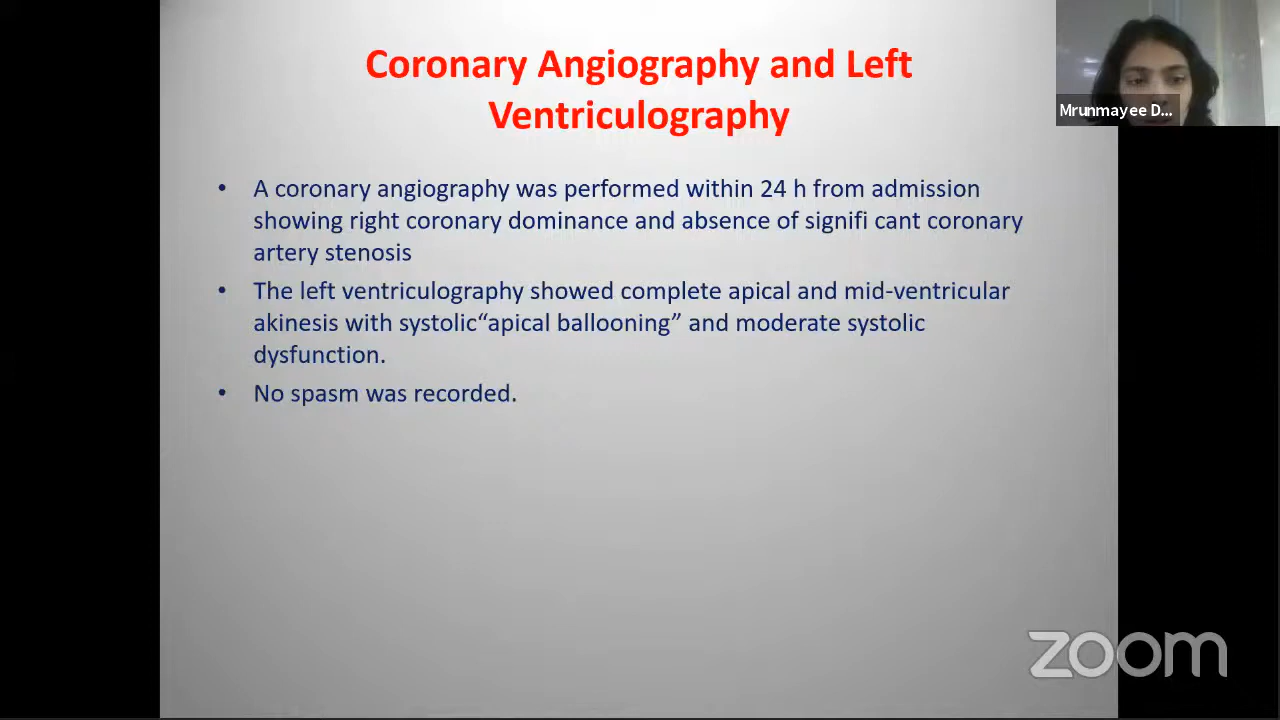 Coronary Angiography and Left
Ventriculography
Mrunmayee D...
• A coronary angiography was performed within 24 h from admission
showing right coronary dominance and absence of signifi cant coronary
artery stenosis
• The left ventriculography showed complete apical and mid-ventricular
akinesis with systolic“apical ballooning” and moderate systolic
dysfunction.
• No spasm was recorded.
zoom